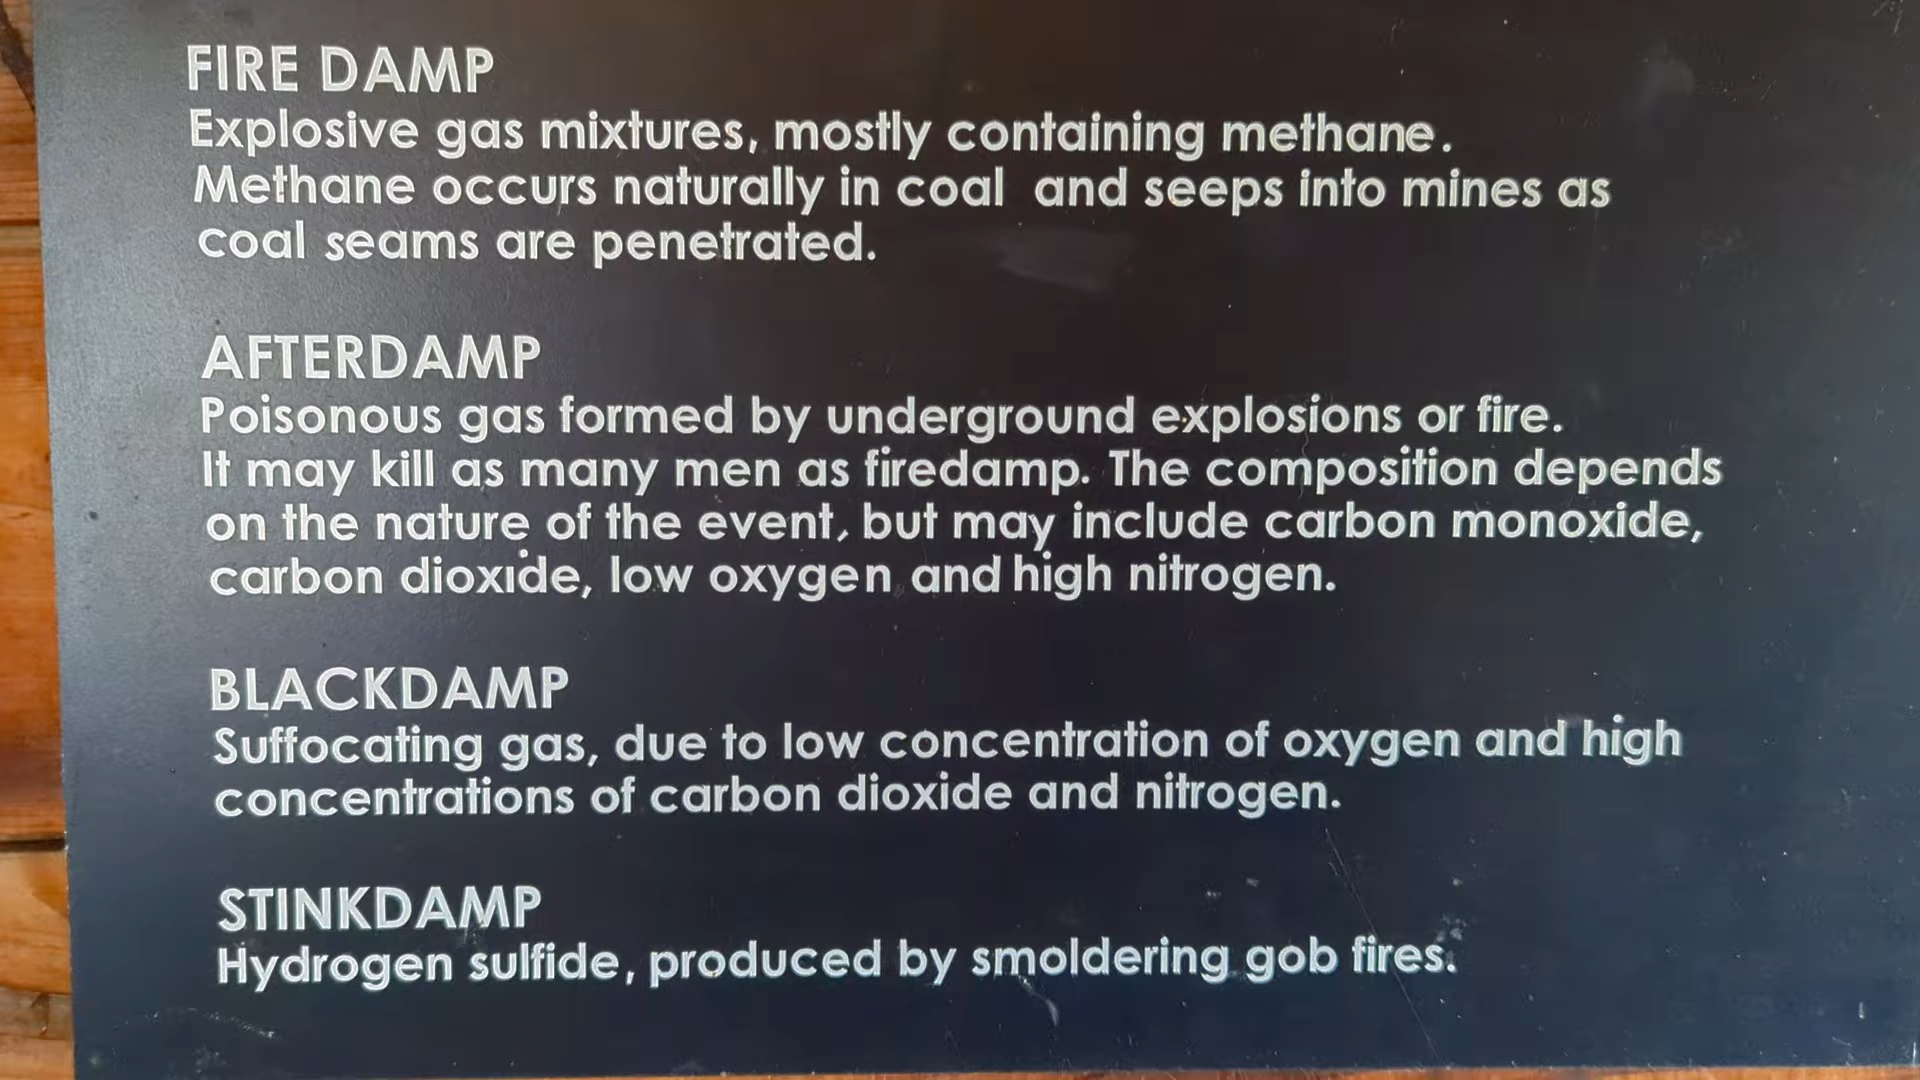 FIRE DAMP
Explosive gas mixtures, mostly containing methane.
Methane occurs naturally in coal and seeps into mines as
coal seams are penetrated.
AFTERDAMP
Poisonous gas formed by underground explosions or fire.
It may kill as many men as firedamp. The composition depends
on the nature of the event, but may include carbon monoxide,
carbon dioxide, low oxygen and high nitrogen.
BLACKDAMP
Suffocating gas, due to low concentration of oxygen and high
concentrations of carbon dioxide and nitrogen.
STINKDAMP
Hydrogen sulfide, produced by smoldering gob fires.